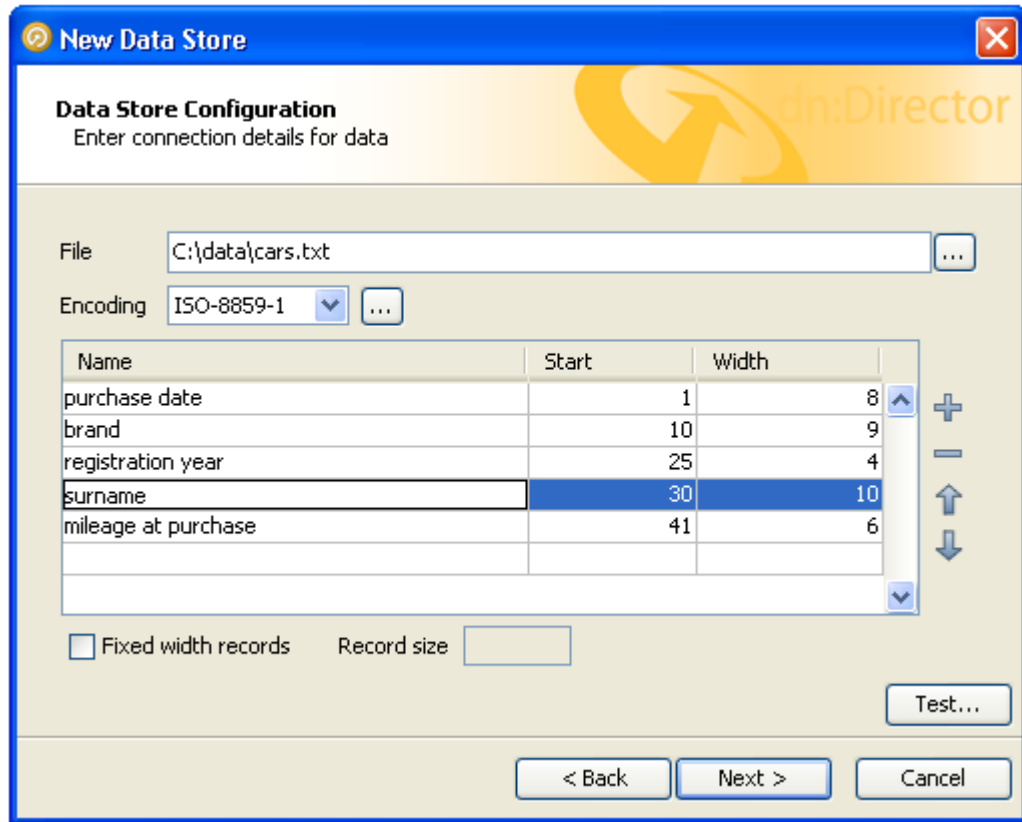 New Data Store
Data Store Configuration
Enter connection details for data
dn:Director
File C:\data\cars.txt ...
Encoding ISO-8859-1 ...
Name Start Width
purchase date 1 8
brand 10 9
registration year 25 4
surname 30 10
mileage at purchase 41 6
Fixed width records Record size
Test...
< Back Next > Cancel